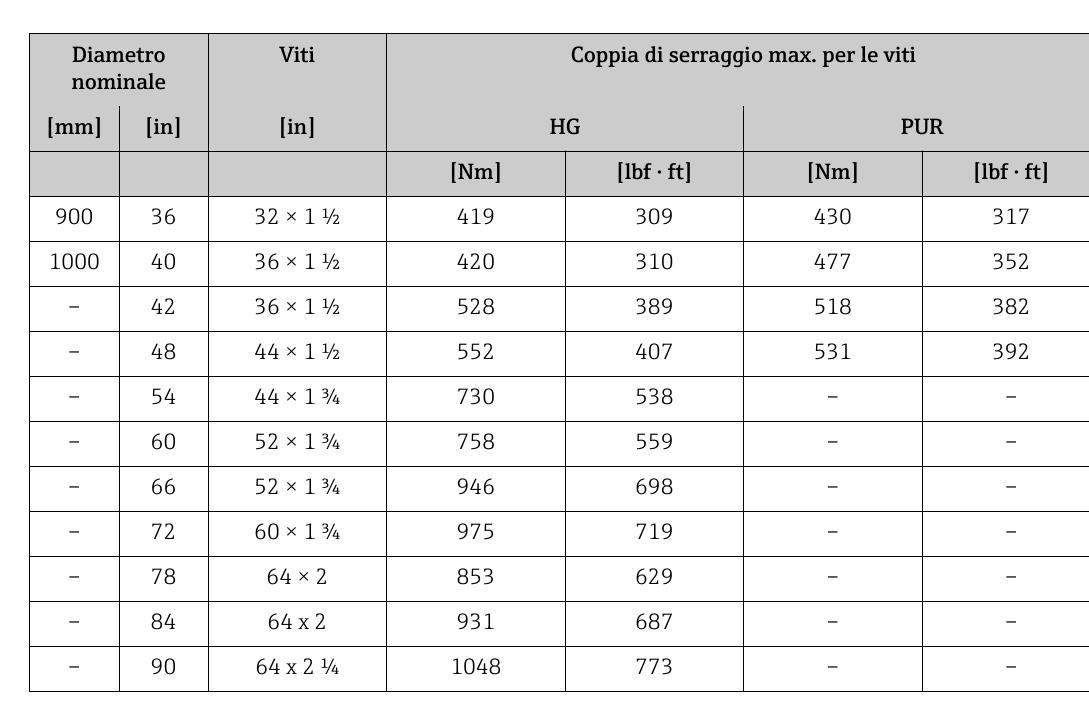 Diametro nominale Viti Coppia di serraggio max. per le viti
[mm] [in] [in] HG PUR
[Nm] [lbf · ft] [Nm] [lbf · ft]
900 36 32 × 1 ½ 419 309 430 317
1000 40 36 × 1 ½ 420 310 477 352
– 42 36 × 1 ½ 528 389 518 382
– 48 44 × 1 ½ 552 407 531 392
– 54 44 × 1 ¾ 730 538 – –
– 60 52 × 1 ¾ 758 559 – –
– 66 52 × 1 ¾ 946 698 – –
– 72 60 × 1 ¾ 975 719 – –
– 78 64 × 2 853 629 – –
– 84 64 x 2 931 687 – –
– 90 64 x 2 ¼ 1048 773 – –